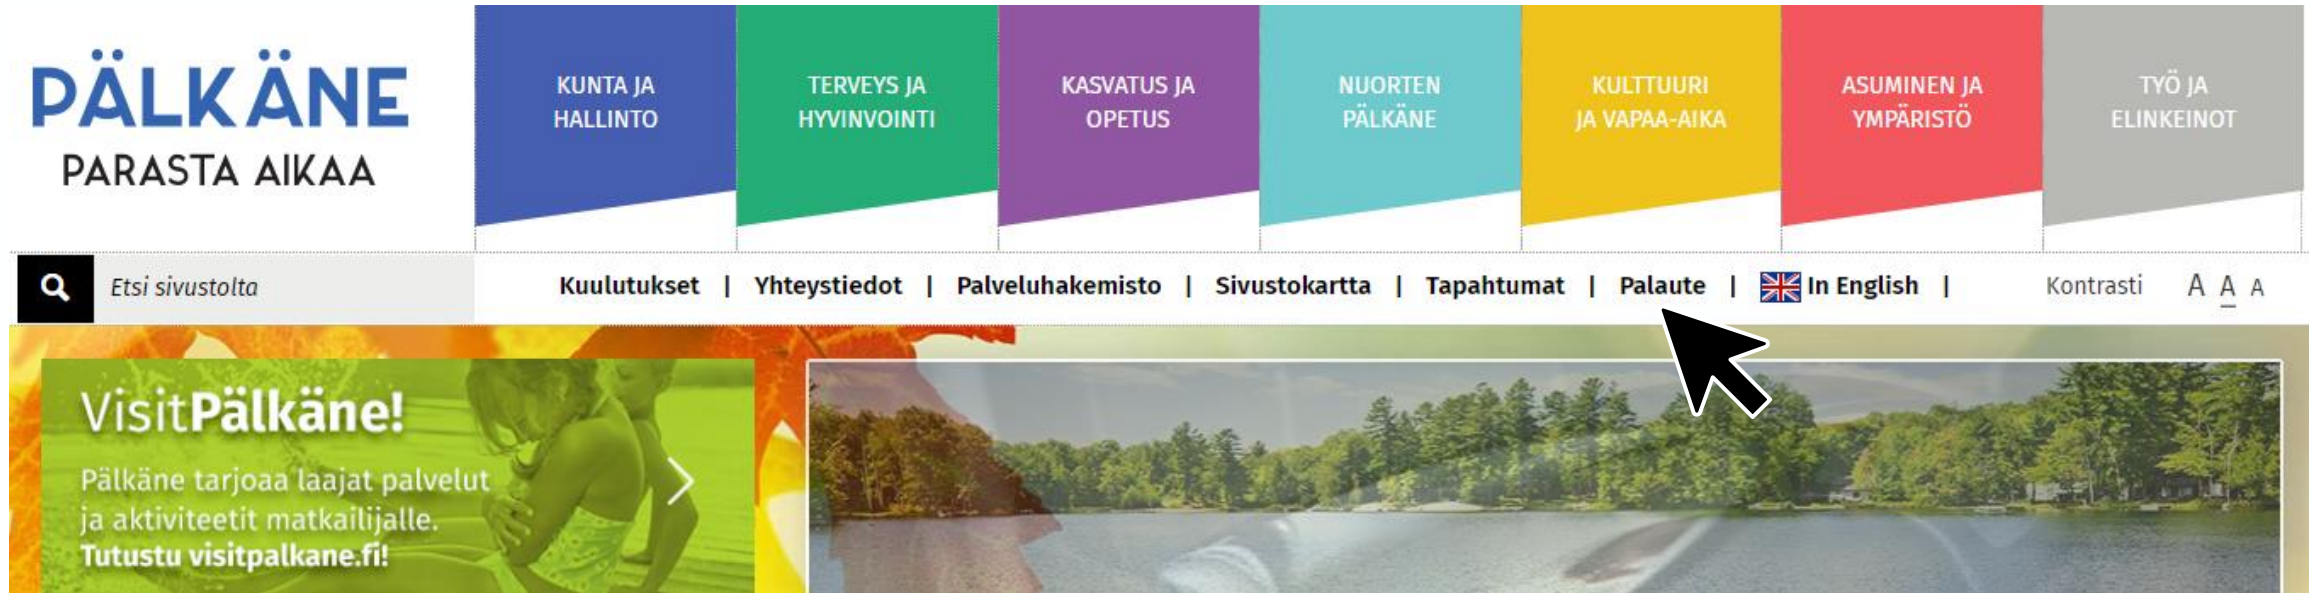 PÄLKÄNE
PARASTA AIKAA
KUNTA JA
HALLINTO
TERVEYS JA
HYVINVOINTI
KASVATUS JA
OPETUS
NUORTEN
PÄLKÄNE
KULTTUURI
JA VAPAA-AIKA
ASUMINEN JA
YMPÄRISTÖ
TYÖ JA
ELINKEINOT
Etsi sivustolta
Kuulutukset | Yhteystiedot | Palveluhakemisto | Sivustokartta | Tapahtumat | Palaute | In English |
Kontrasti A A A
VisitPälkäne!
Pälkäne tarjoaa laajat palvelut
ja aktiviteetit matkailijalle.
Tutustu visitpalkane.fi!